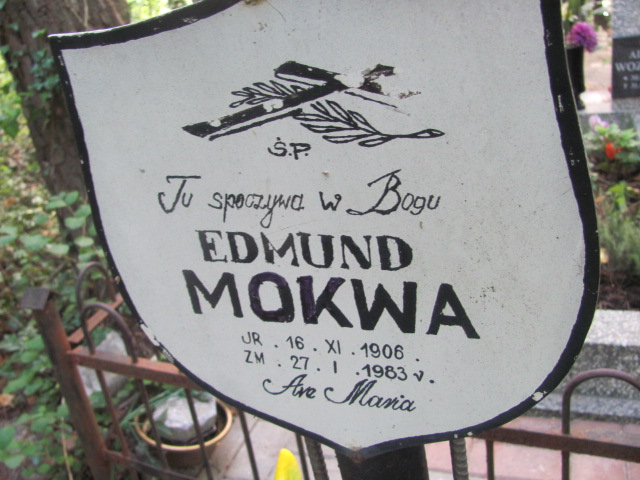 Ś.P.
Tu spoczywa w Bogu
EDMUND
MOKWA
UR . 16 . XI . 1906 .
ZM . 27 . I . 1983 r .
Ave Maria